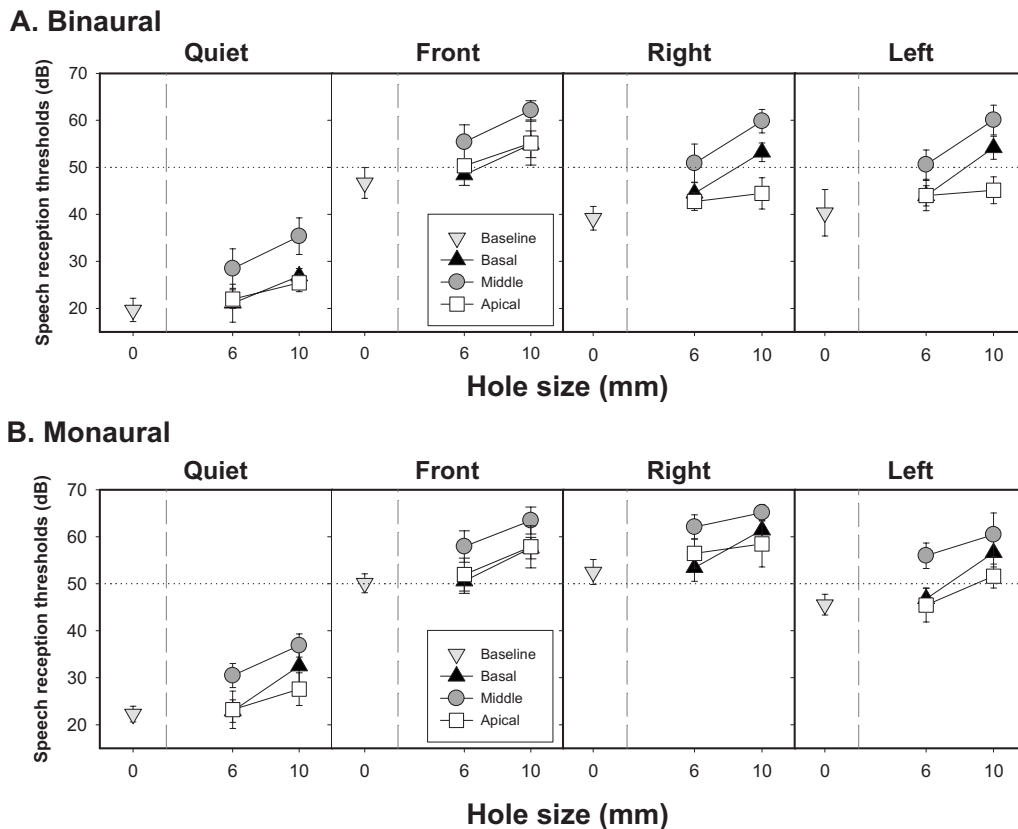 A. Binaural
Quiet Front Right Left
Speech reception thresholds (dB)
70
60
50
40
30
20
Baseline
Basal
Middle
Apical
0 6 10 0 6 10 0 6 10 0 6 10
Hole size (mm)
B. Monaural
Quiet Front Right Left
Speech reception thresholds (dB)
70
60
50
40
30
20
Baseline
Basal
Middle
Apical
0 6 10 0 6 10 0 6 10 0 6 10
Hole size (mm)